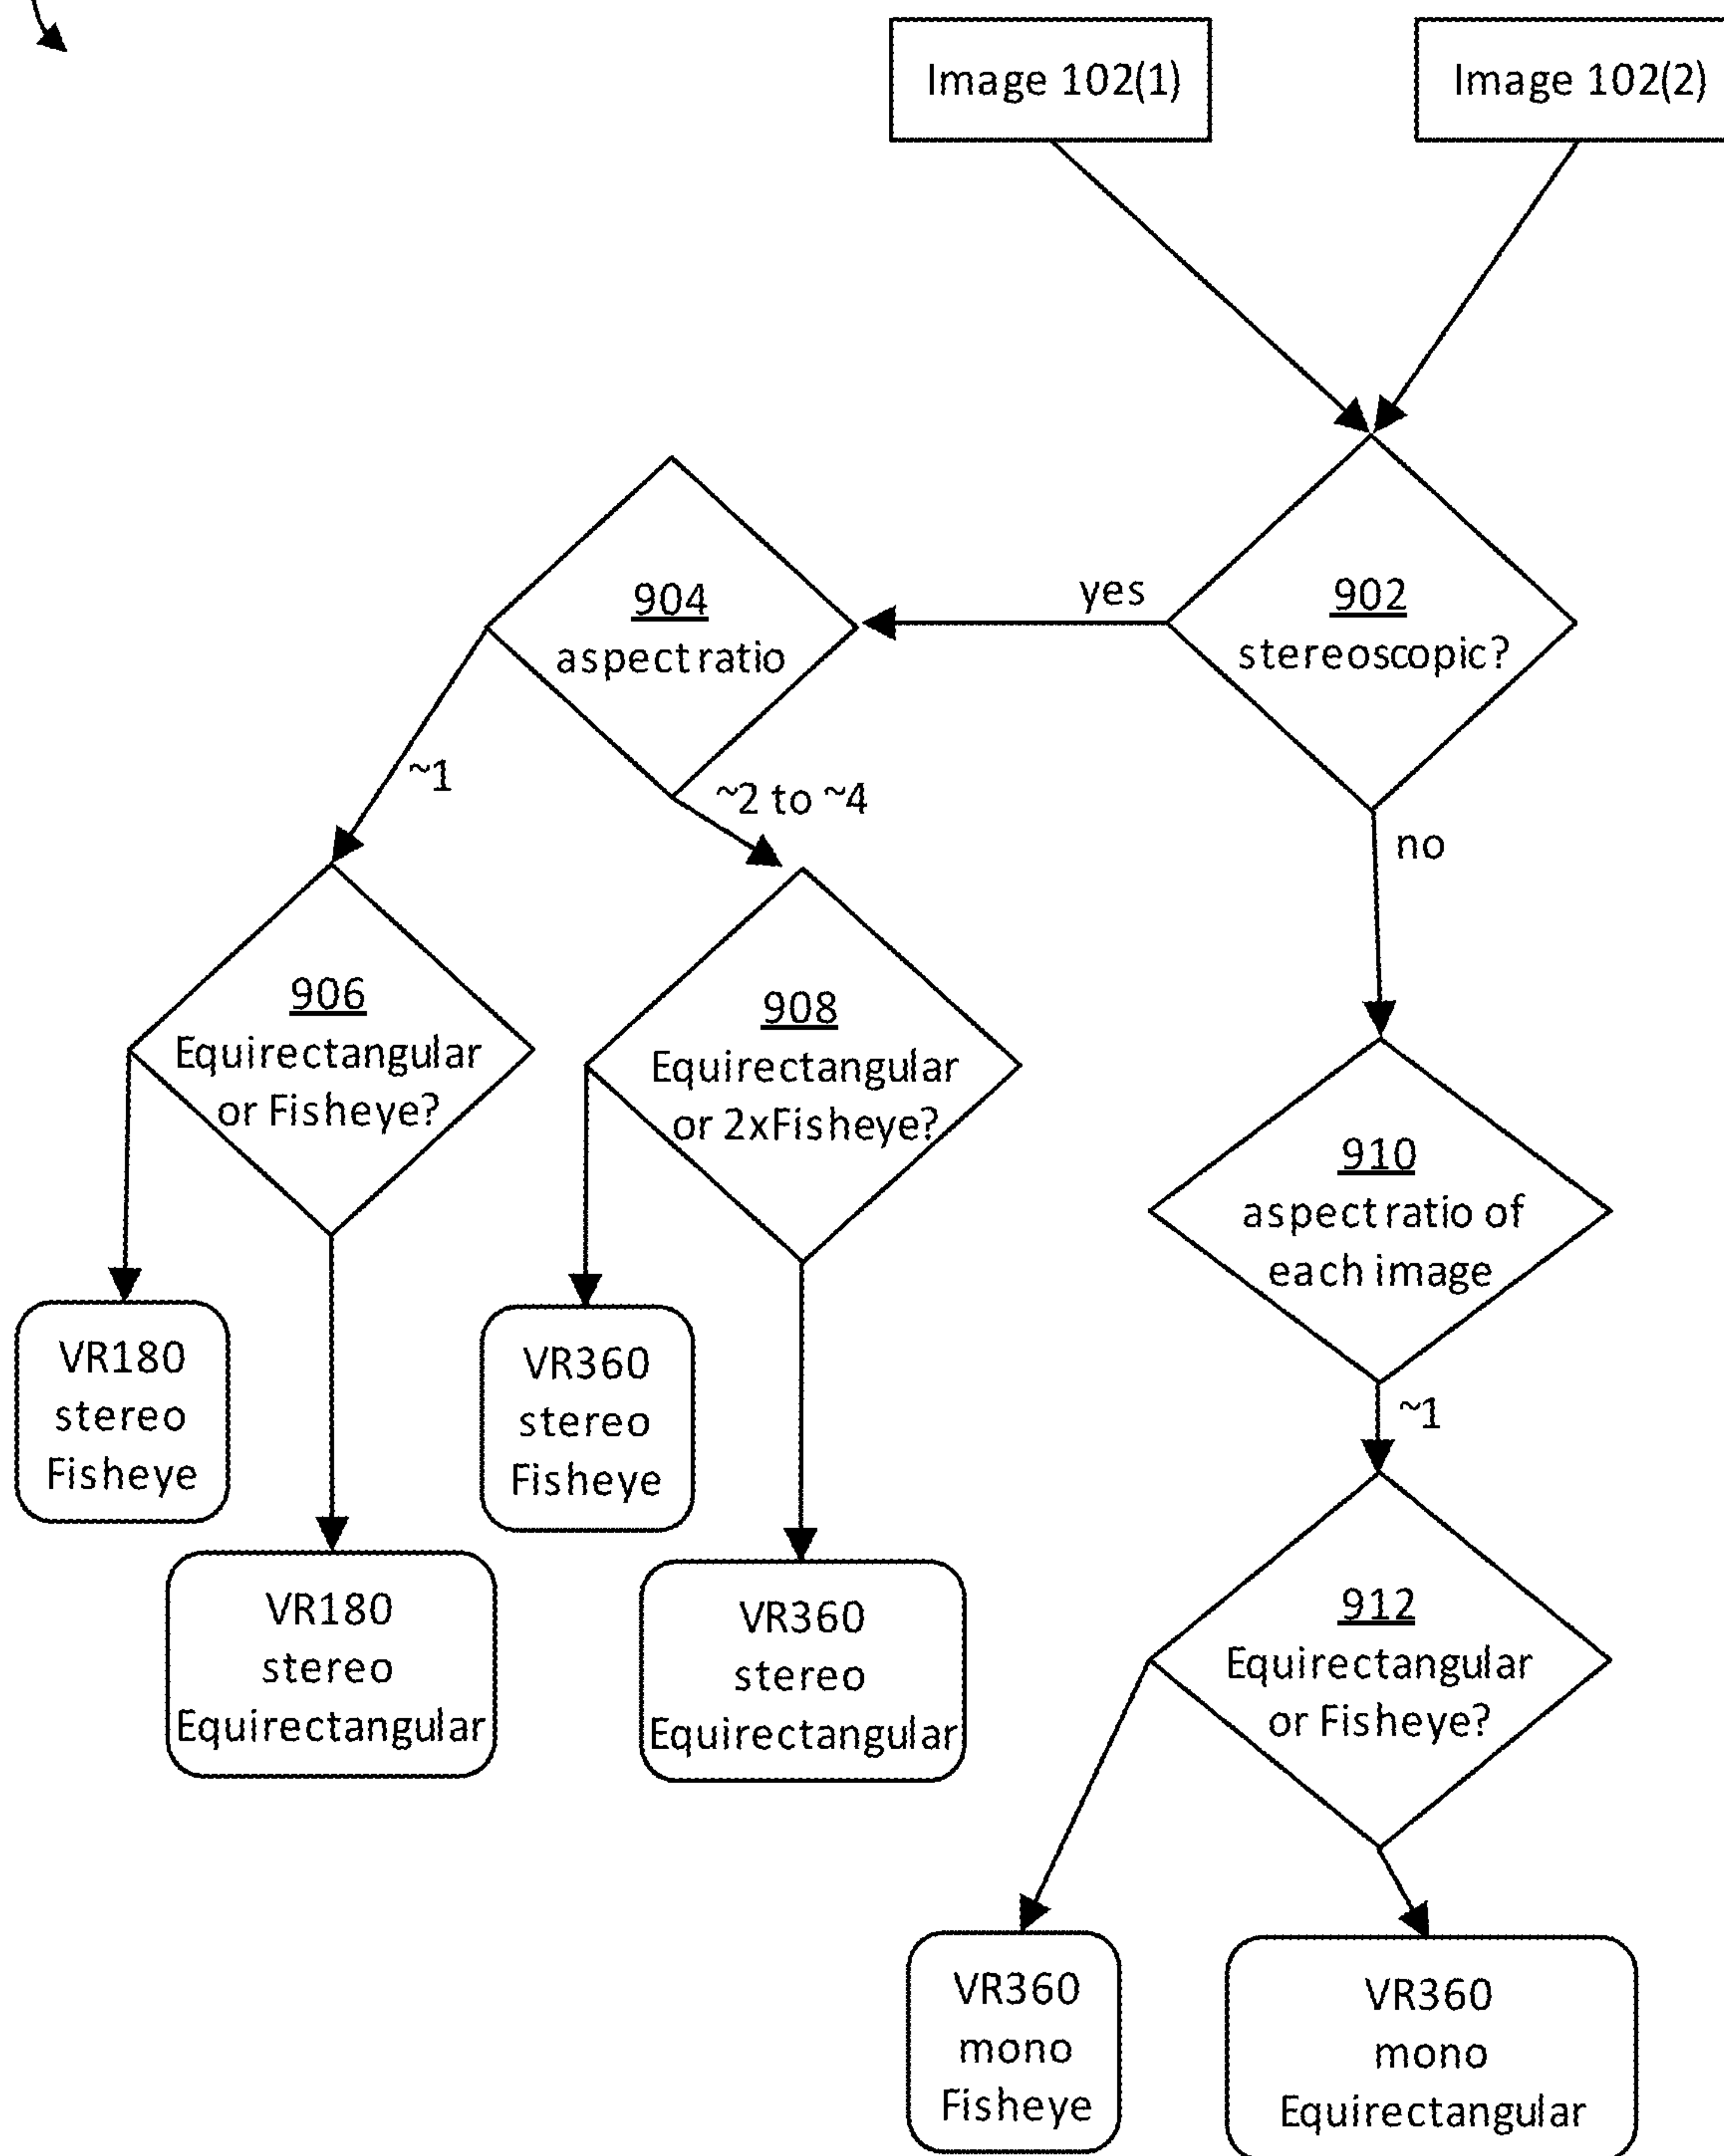 Image 102(1)
Image 102(2)
902
stereoscopic?
yes
no
904
aspect ratio
~1
~2 to ~4
906
Equirectangular
or Fisheye?
908
Equirectangular
or 2xFisheye?
910
aspect ratio of
each image
~1
VR180
stereo
Fisheye
VR360
stereo
Fisheye
VR180
stereo
Equirectangular
VR360
stereo
Equirectangular
912
Equirectangular
or Fisheye?
VR360
mono
Fisheye
VR360
mono
Equirectangular